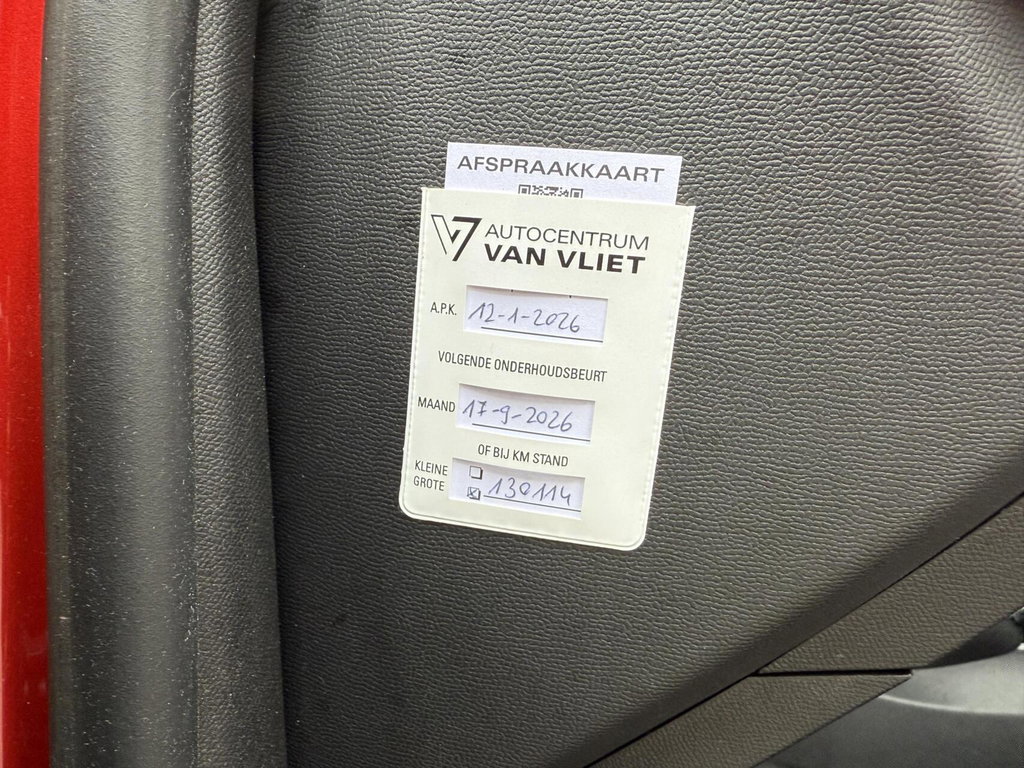 AFSPRAAKKAART
V7 AUTOCENTRUM
VAN VLIET
A.P.K. 12-1-2026
VOLGENDE ONDERHOUDSBEURT
MAAND 17-9-2026
OF BIJ KM STAND
KLEINE
GROTE 130114